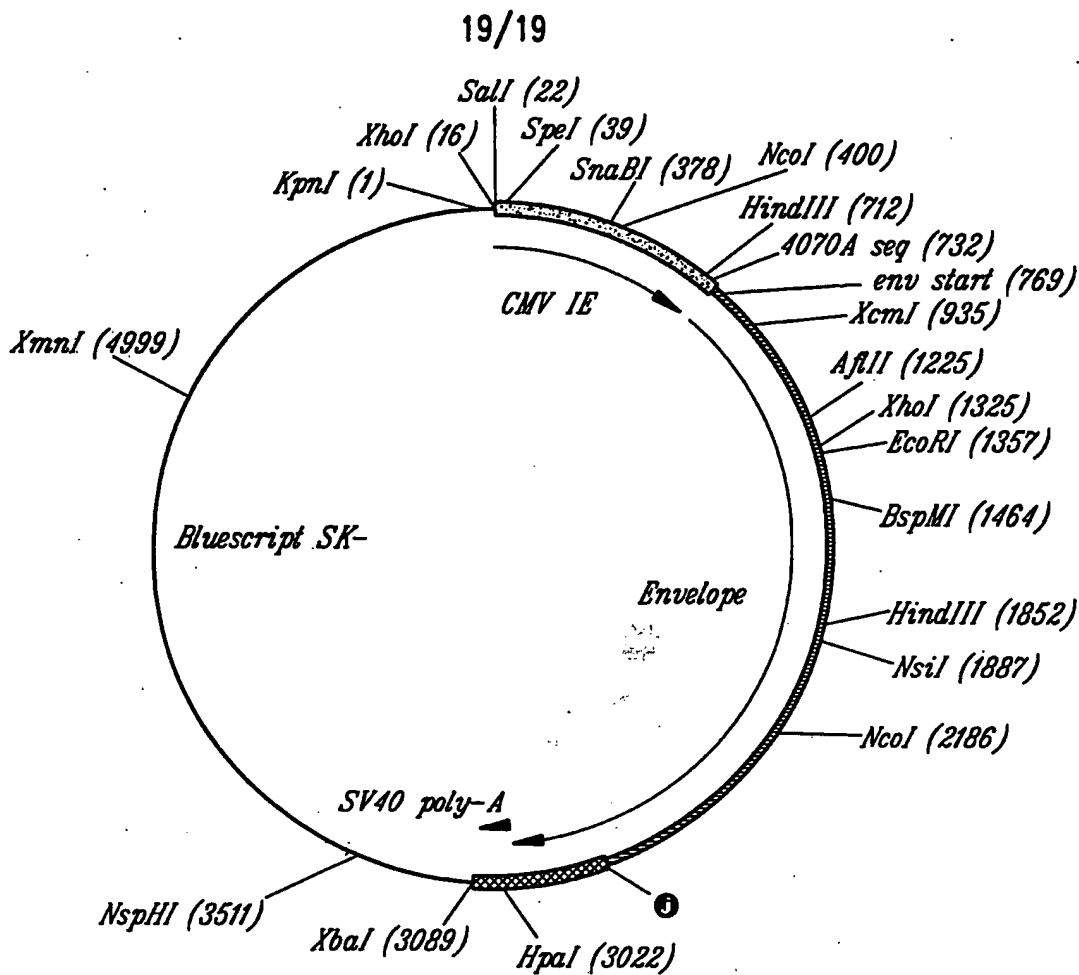 19/19
SalI (22)
XhoI (16)
SpeI (39)
KpnI (1)
SnaBI (378)
NcoI (400)
HindIII (712)
4070A seq (732)
env start (769)
CMV IE
XcmI (935)
XmnI (4999)
AflII (1225)
XhoI (1325)
EcoRI (1357)
BspMI (1464)
Bluescript SK-
Envelope
HindIII (1852)
NsiI (1887)
NcoI (2186)
SV40 poly-A
j
NspHI (3511)
XbaI (3089)
HpaI (3022)